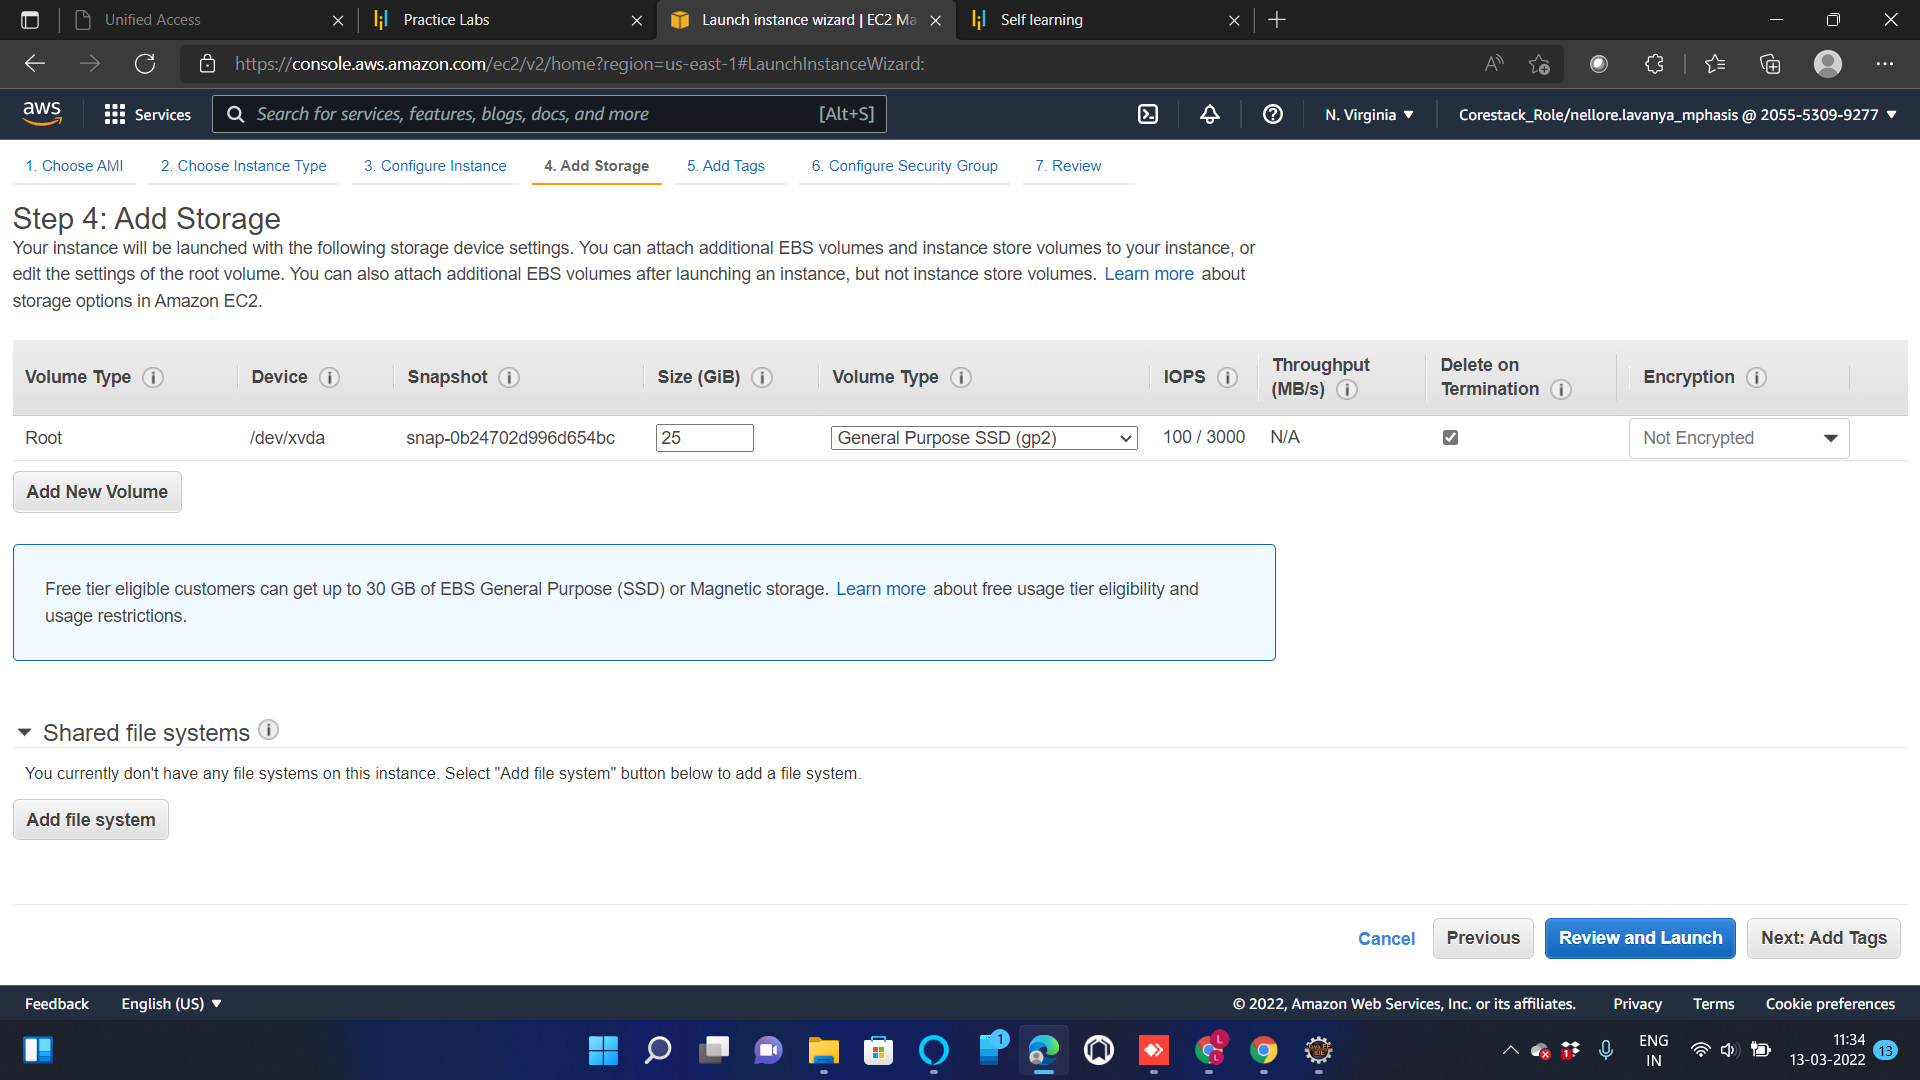 Unified Access
Practice Labs
Launch instance wizard | EC2 Ma
Self learning
https://console.aws.amazon.com/ec2/v2/home?region=us-east-1#LaunchInstanceWizard:
aws
Services
Search for services, features, blogs, docs, and more
[Alt+S]
N. Virginia
Corestack_Role/nellore.lavanya_mphasis @ 2055-5309-9277
1. Choose AMI
2. Choose Instance Type
3. Configure Instance
4. Add Storage
5. Add Tags
6. Configure Security Group
7. Review
Step 4: Add Storage
Your instance will be launched with the following storage device settings. You can attach additional EBS volumes and instance store volumes to your instance, or
edit the settings of the root volume. You can also attach additional EBS volumes after launching an instance, but not instance store volumes. Learn more about
storage options in Amazon EC2.
Volume Type
Device
Snapshot
Size (GiB)
Volume Type
IOPS
Throughput
(MB/s)
Delete on
Termination
Encryption
Root
/dev/xvda
snap-0b24702d996d654bc
25
General Purpose SSD (gp2)
100 / 3000
N/A
Not Encrypted
Add New Volume
Free tier eligible customers can get up to 30 GB of EBS General Purpose (SSD) or Magnetic storage. Learn more about free usage tier eligibility and
usage restrictions.
Shared file systems
You currently don't have any file systems on this instance. Select "Add file system" button below to add a file system.
Add file system
Cancel
Previous
Review and Launch
Next: Add Tags
Feedback
English (US)
© 2022, Amazon Web Services, Inc. or its affiliates.
Privacy
Terms
Cookie preferences
1
L
L
1
ENG
IN
11:34
13-03-2022
13